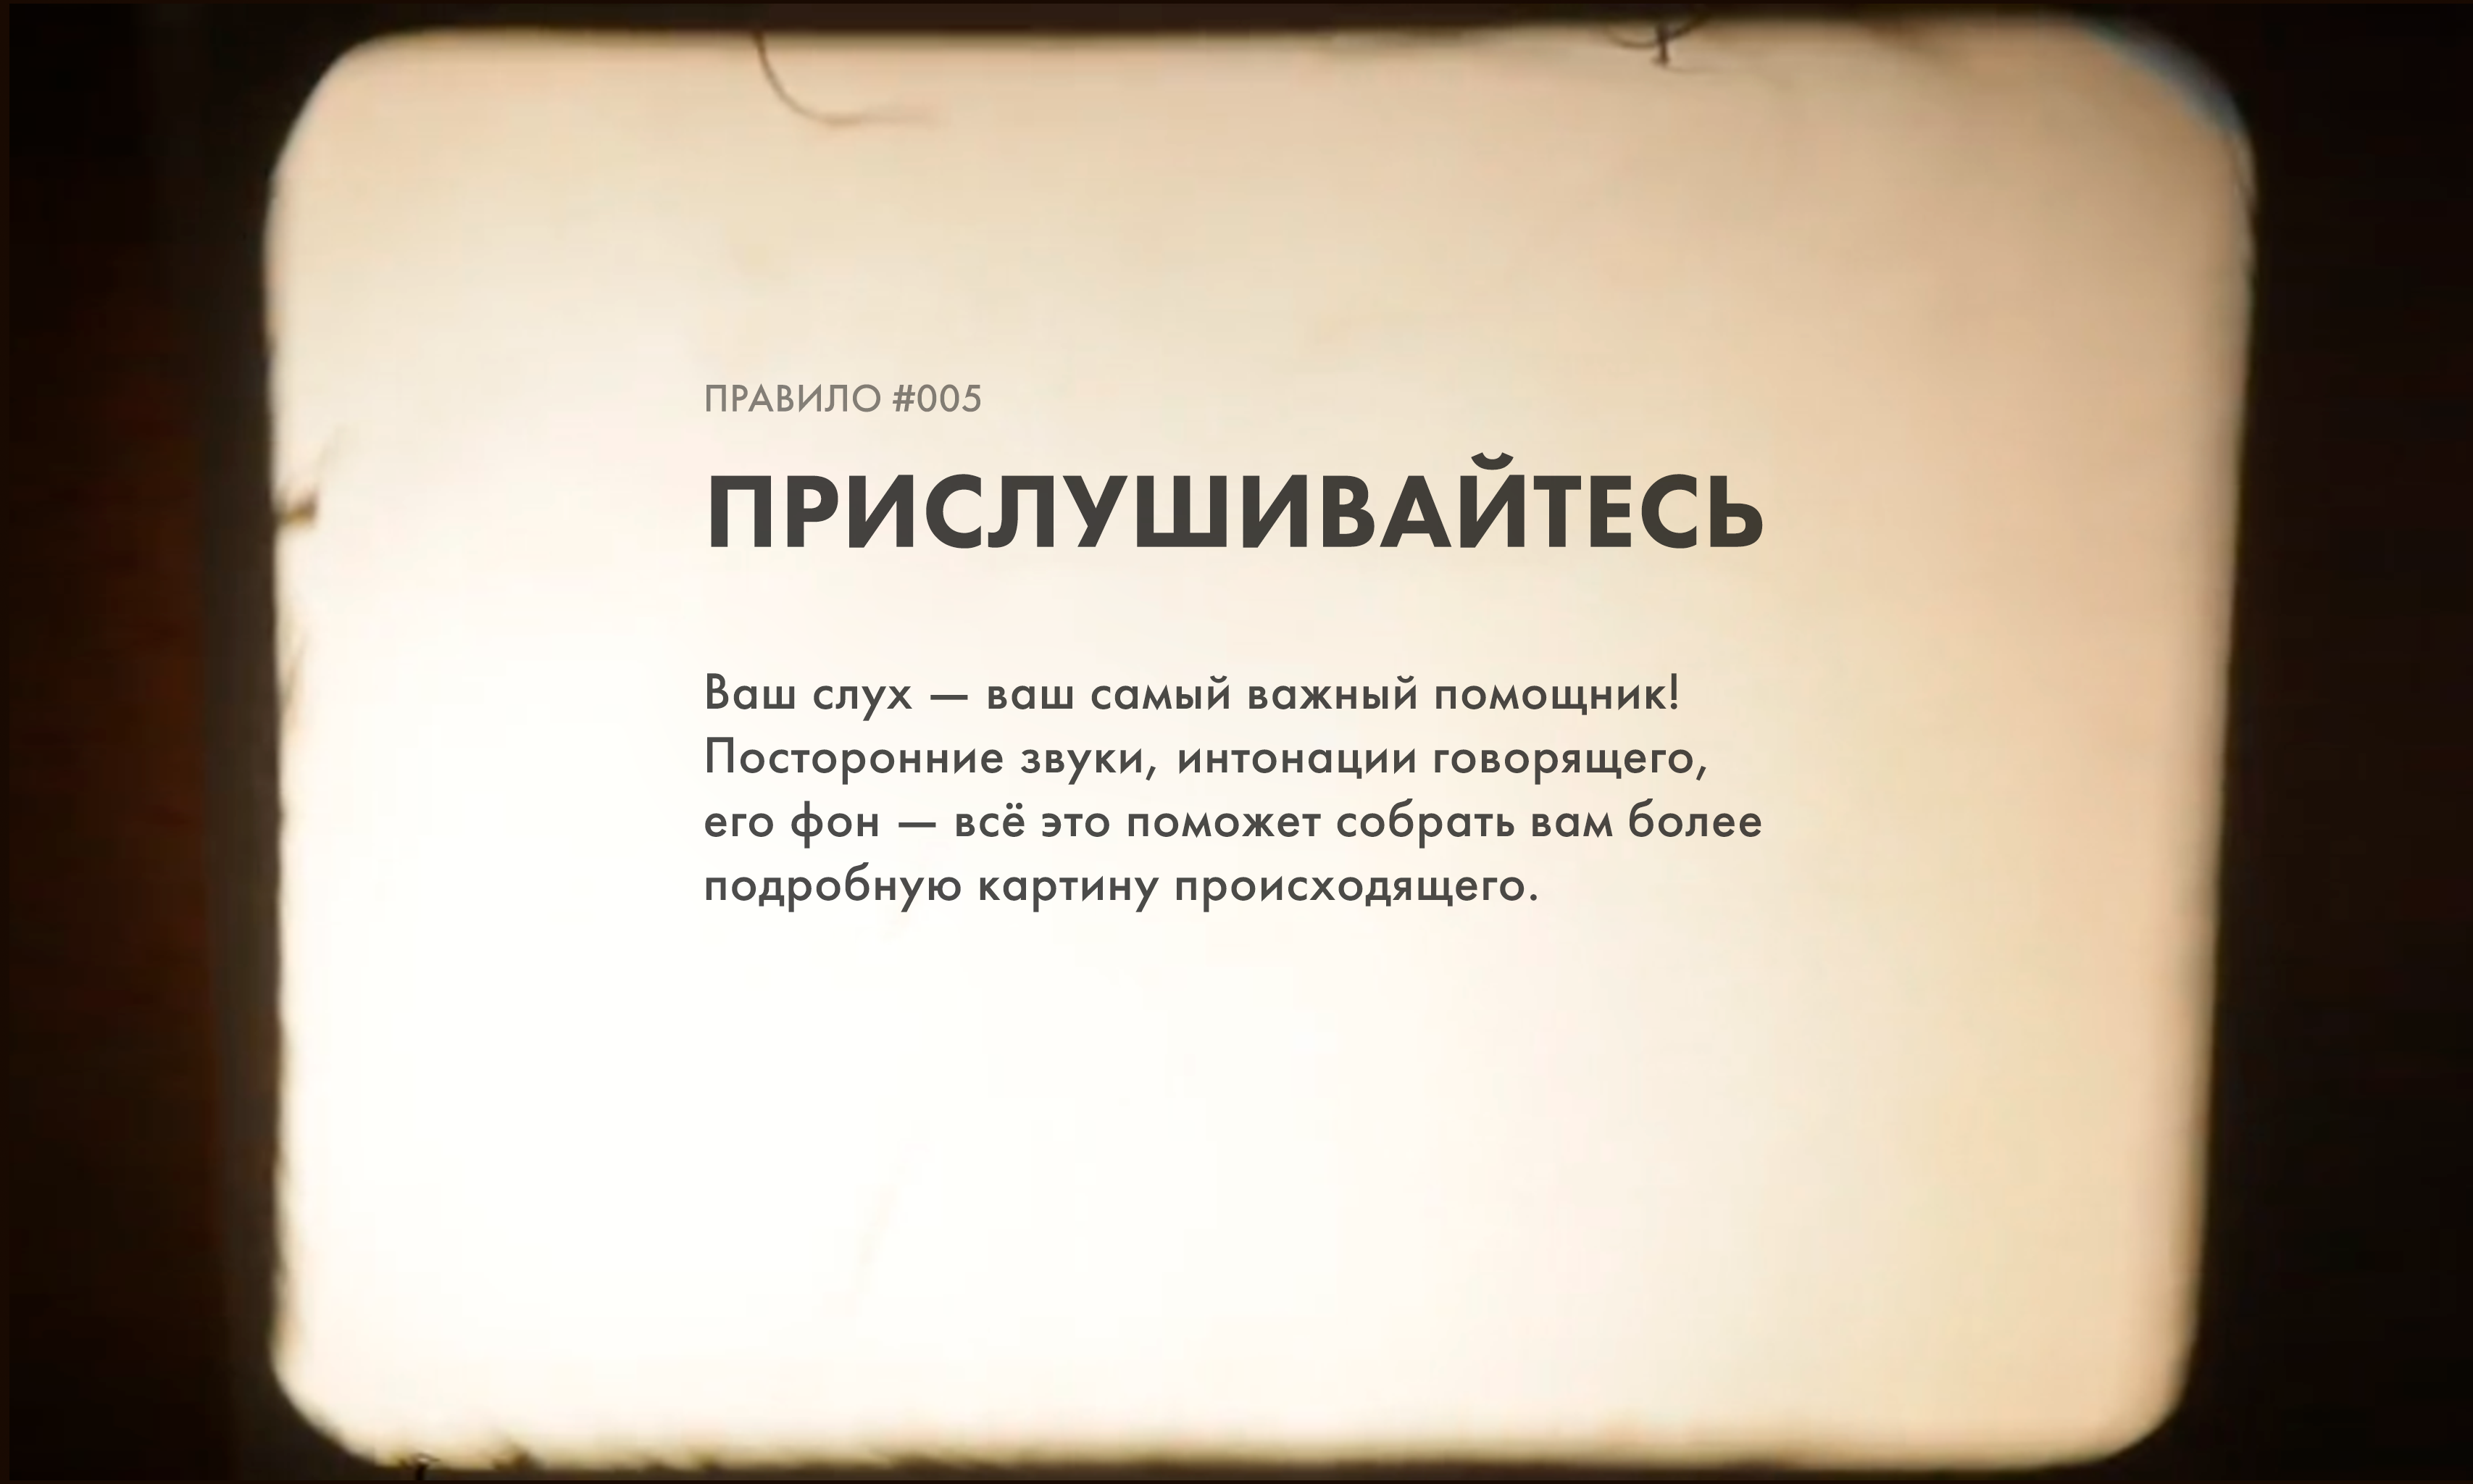 ПРАВИЛО #005
ПРИСЛУШИВАЙТЕСЬ
Ваш слух — ваш самый важный помощник!
Посторонние звуки, интонации говорящего,
его фон — всё это поможет собрать вам более
подробную картину происходящего.